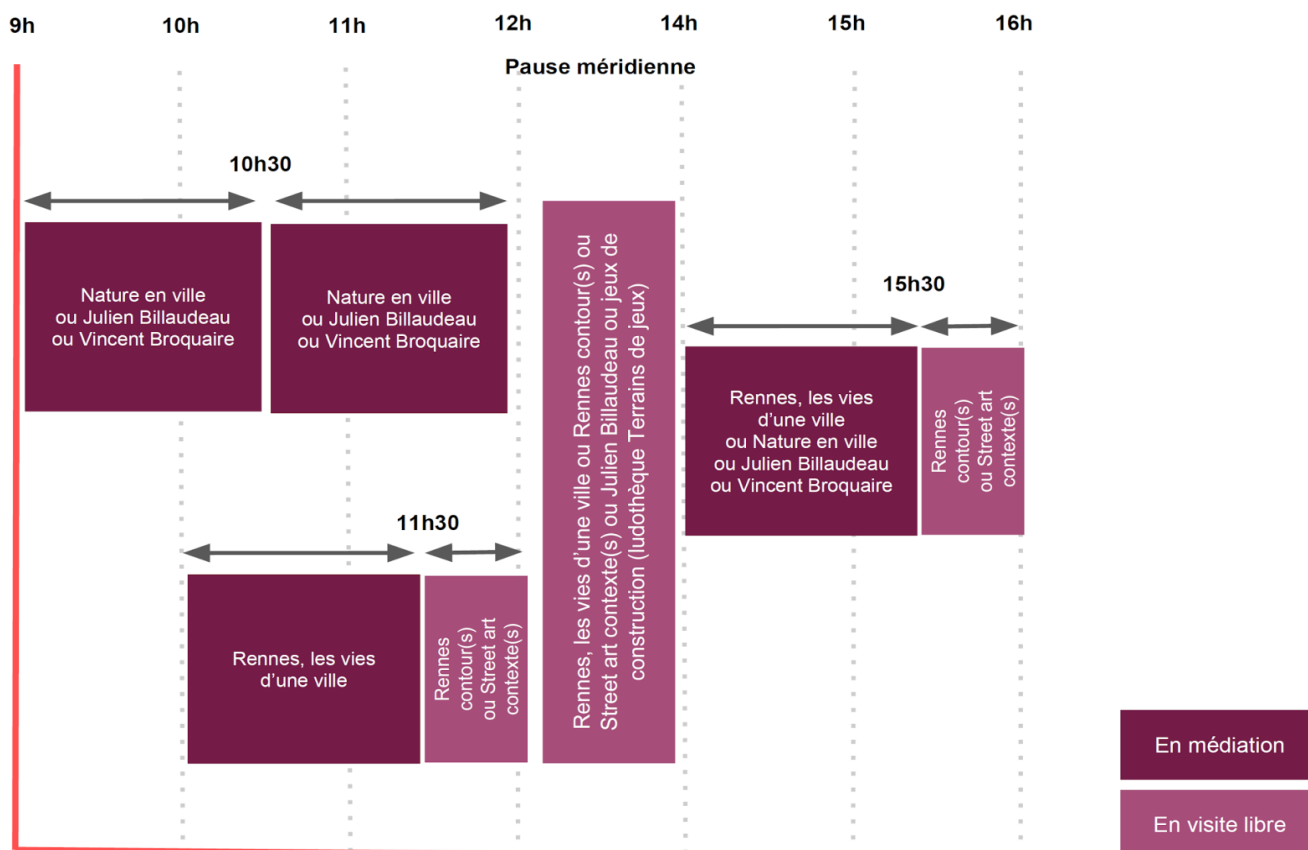 9h
10h
11h
12h
14h
15h
16h
Pause méridienne
10h30
Nature en ville
ou Julien Billaudeau
ou Vincent Broquaire
Nature en ville
ou Julien Billaudeau
ou Vincent Broquaire
11h30
Rennes, les vies
d'une ville
Rennes
contour(s)
ou Street art
contexte(s)
Rennes, les vies d'une ville ou Rennes contour(s) ou
Street art contexte(s) ou Julien Billaudeau ou jeux de
construction (ludothèque Terrains de jeux)
15h30
Rennes, les vies
d'une ville
ou Nature en ville
ou Julien Billaudeau
ou Vincent Broquaire
Rennes
contour(s)
ou Street art
contexte(s)
En médiation
En visite libre